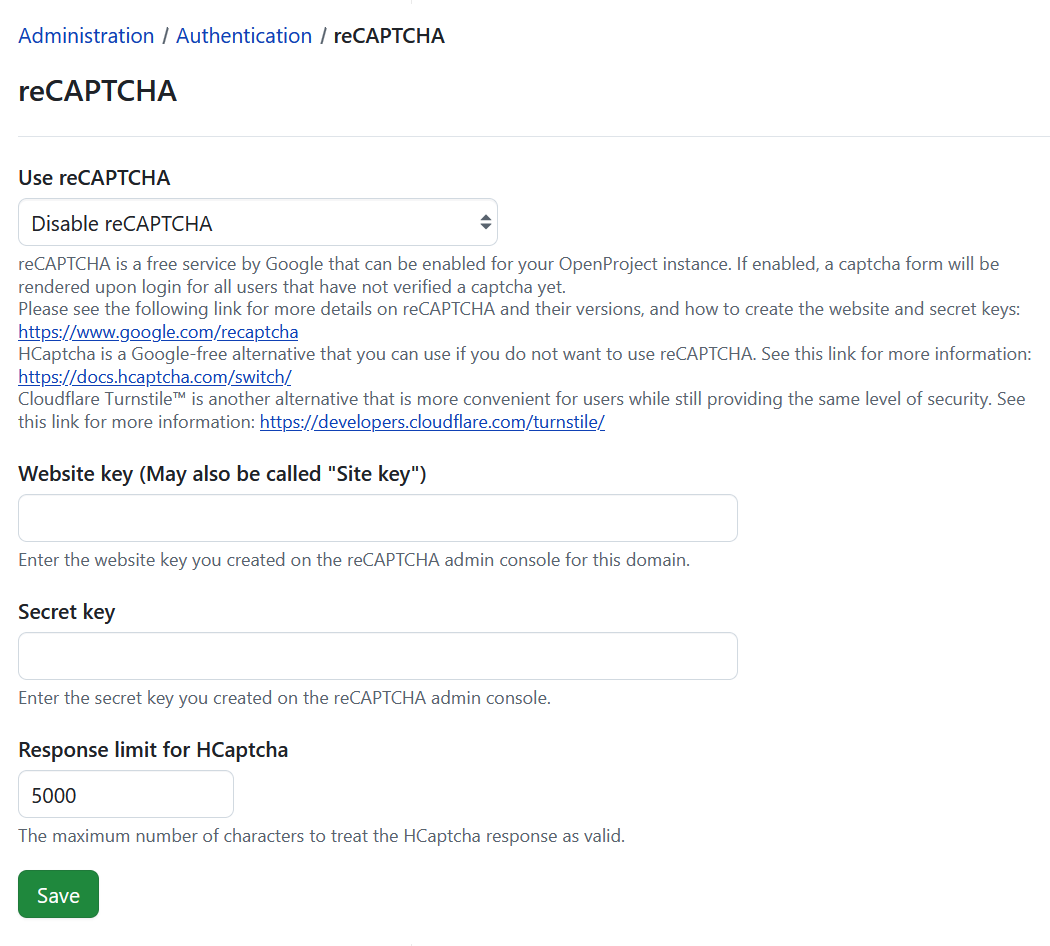 Administration / Authentication / reCAPTCHA
reCAPTCHA
Use reCAPTCHA
Disable reCAPTCHA
reCAPTCHA is a free service by Google that can be enabled for your OpenProject instance. If enabled, a captcha form will be
rendered upon login for all users that have not verified a captcha yet.
Please see the following link for more details on reCAPTCHA and their versions, and how to create the website and secret keys:
https://www.google.com/recaptcha
HCaptcha is a Google-free alternative that you can use if you do not want to use reCAPTCHA. See this link for more information:
https://docs.hcaptcha.com/switch/
Cloudflare Turnstile™ is another alternative that is more convenient for users while still providing the same level of security. See
this link for more information: https://developers.cloudflare.com/turnstile/
Website key (May also be called "Site key")
Enter the website key you created on the reCAPTCHA admin console for this domain.
Secret key
Enter the secret key you created on the reCAPTCHA admin console.
Response limit for HCaptcha
5000
The maximum number of characters to treat the HCaptcha response as valid.
Save